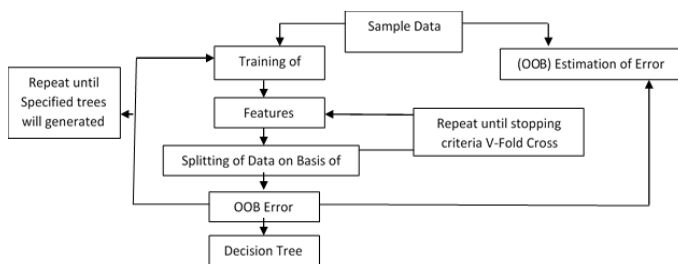 Sample Data
Training of
(OOB) Estimation of Error
Repeat until
Specified trees
will generated
Features
Repeat until stopping
criteria V-Fold Cross
Splitting of Data on Basis of
OOB Error
Decision Tree